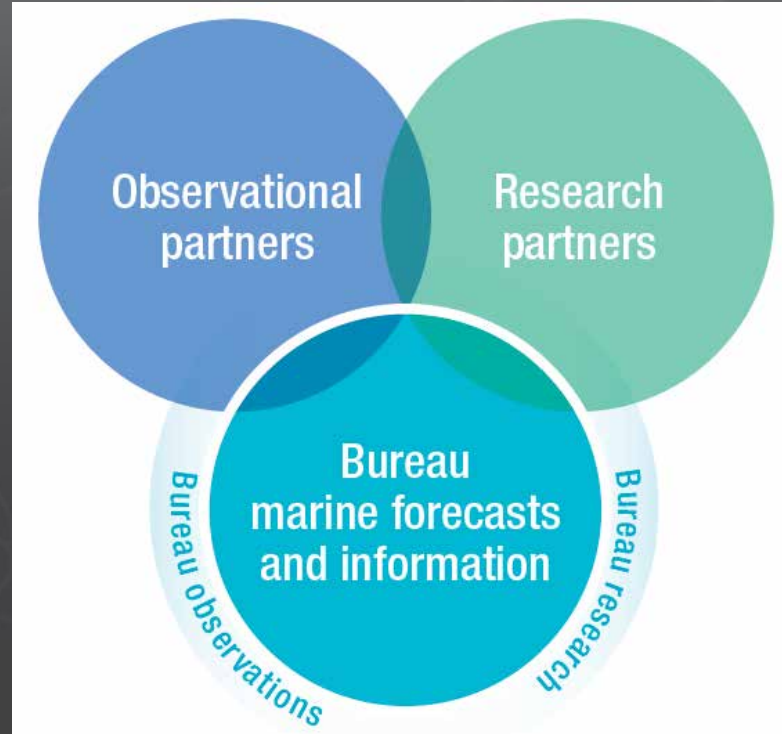 Observational
partners
Research
partners
Bureau
marine forecasts
and information
Bureau observations
Bureau research